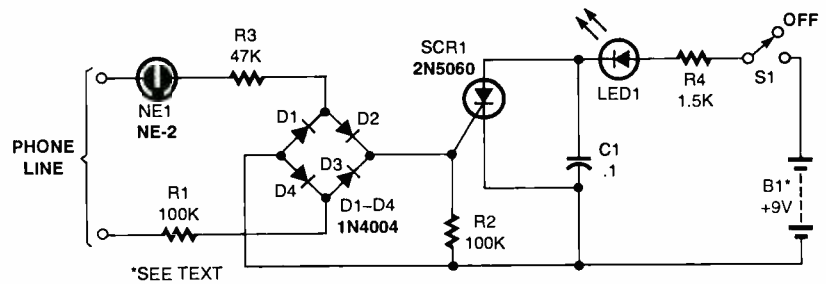 R3
47K
NE1
NE-2
PHONE
LINE
R1
100K
*SEE TEXT
D1
D2
D4
D3
D1-D4
1N4004
SCR1
2N5060
R2
100K
C1
.1
LED1
R4
1.5K
OFF
S1
B1*
+9V